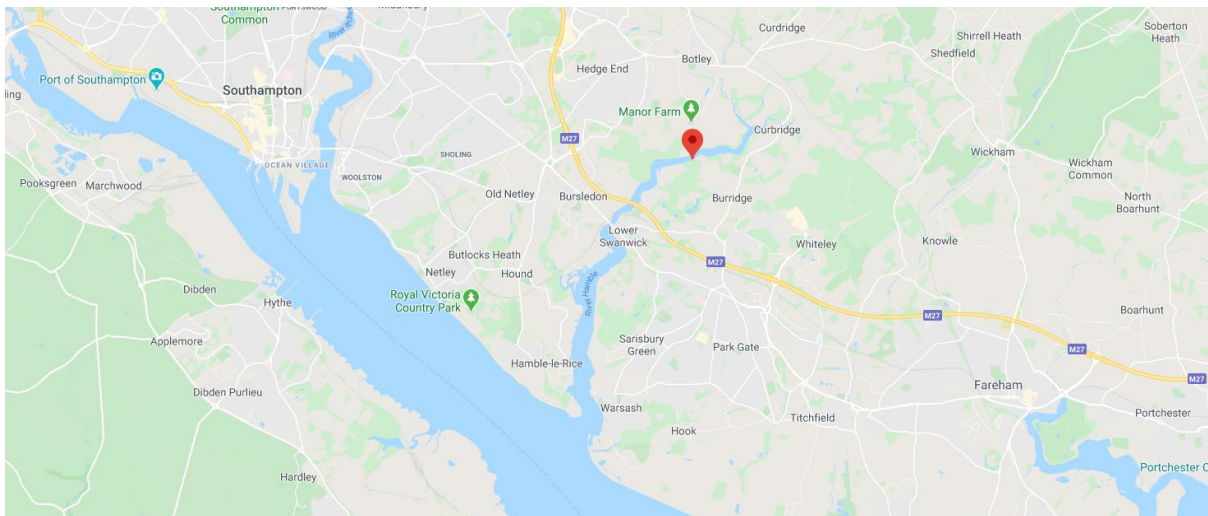 Southampton
Common
PORTSWOOD
Curdridge
Shirrell Heath
Soberton
Heath
Shedfield
Botley
Hedge End
Port of Southampton
Southampton
Manor Farm
M27
Curbridge
SHOLING
OCEAN VILLAGE
WOOLSTON
Wickham
Wickham
Common
Pooksgreen
Marchwood
Old Netley
Bursledon
Burridge
North
Boarhunt
Lower
Swanwick
Whiteley
Knowle
Butlocks Heath
Netley
Hound
M27
River Hamble
Dibden
Hythe
Royal Victoria
Country Park
M27
Boarhunt
Applemore
Sarisbury
Green
Park Gate
M27
Hamble-le-Rice
M27
Dibden Purlieu
Fareham
Warsash
Titchfield
Portchester
Hook
Hardley
Portchester C